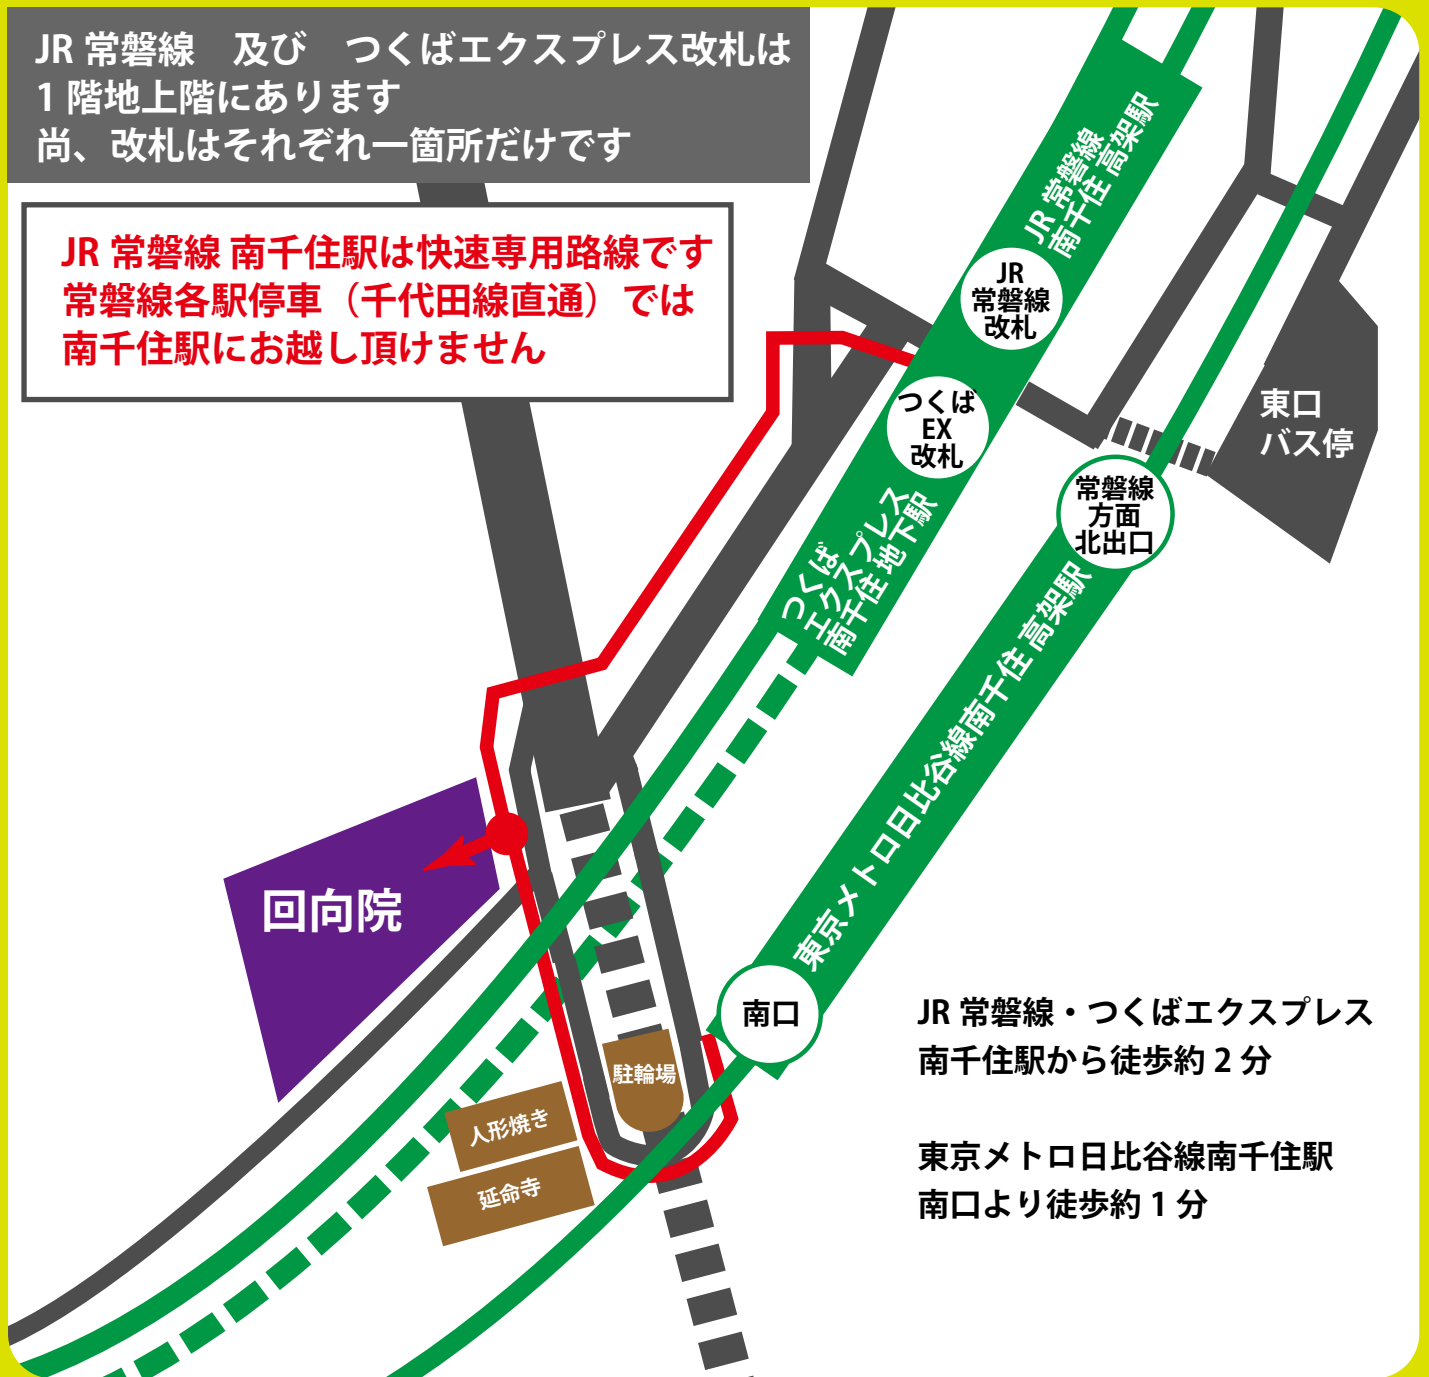 JR 常磐線　及び　つくばエクスプレス改札は
1 階地上階にあります
尚、改札はそれぞれ一箇所だけです
JR 常磐線 南千住駅は快速専用路線です
常磐線各駅停車（千代田線直通）では
南千住駅にお越し頂けません
JR 常磐線
南千住 高架駅
JR
常磐線
改札
つくば
EX
改札
東口
バス停
常磐線
方面
北出口
つくば
エクスプレス
南千住 地下駅
東京メトロ日比谷線南千住 高架駅
回向院
南口
駐輪場
人形焼き
延命寺
JR 常磐線・つくばエクスプレス
南千住駅から徒歩約 2 分
東京メトロ日比谷線南千住駅
南口より徒歩約 1 分